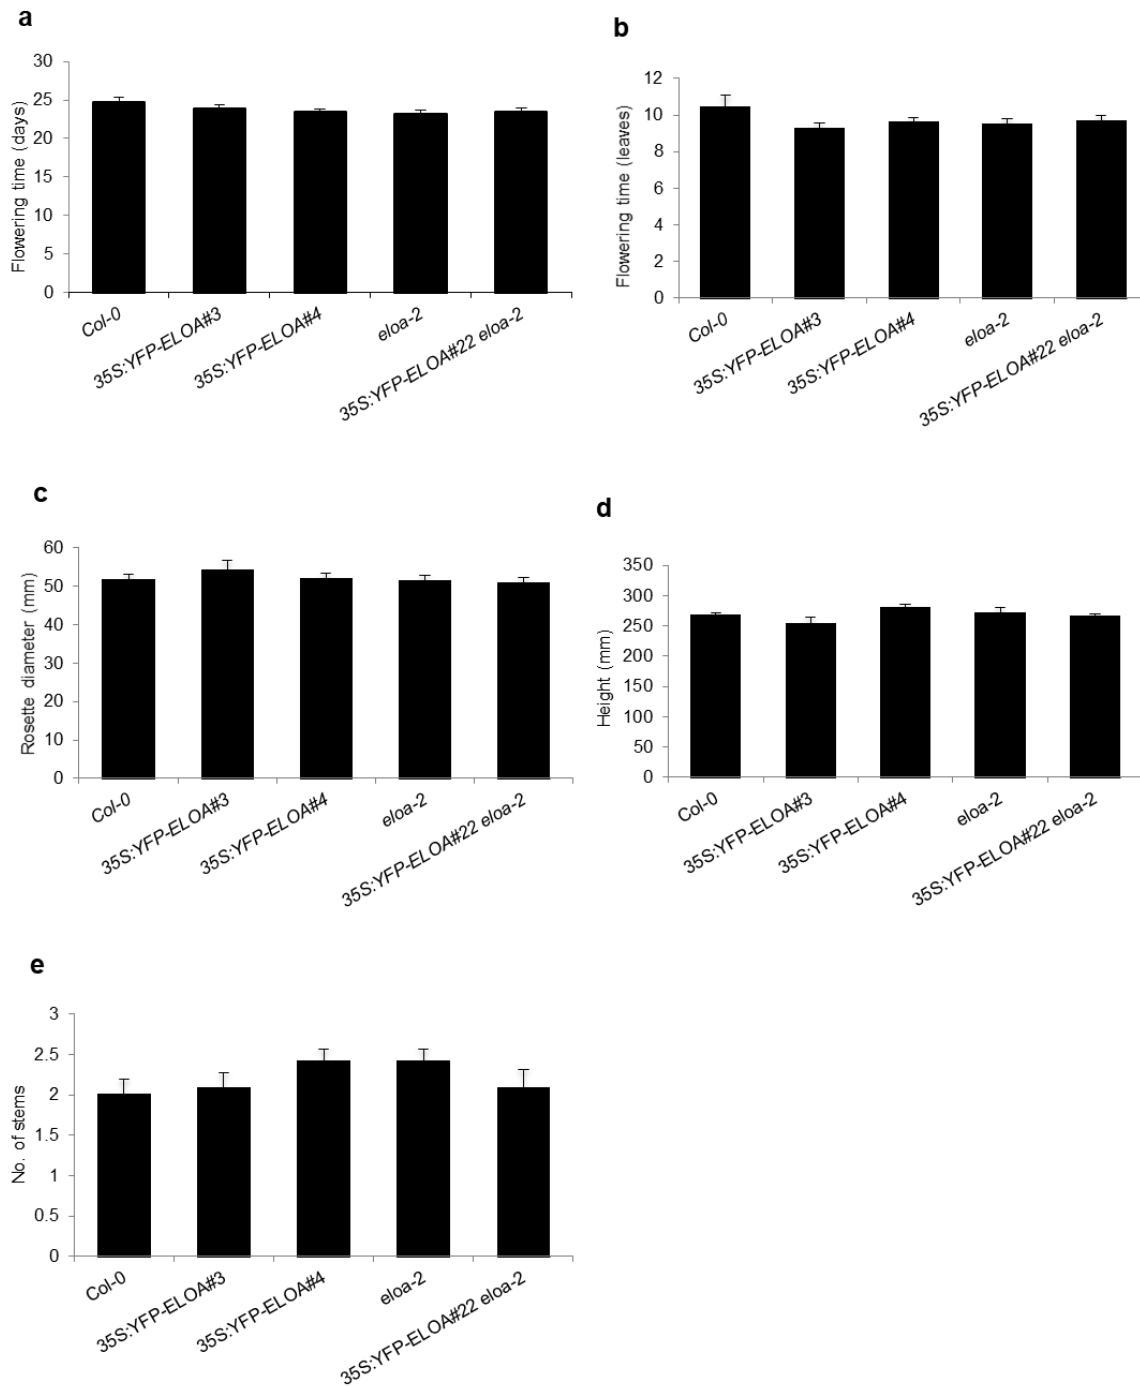 a
Flowering time (days)
30
25
20
15
10
5
0
Col-0
35S:YFP-ELOA#3
35S:YFP-ELOA#4
eloa-2
35S:YFP-ELOA#22 eloa-2
b
Flowering time (leaves)
12
10
8
6
4
2
0
Col-0
35S:YFP-ELOA#3
35S:YFP-ELOA#4
eloa-2
35S:YFP-ELOA#22 eloa-2
c
Rosette diameter (mm)
60
50
40
30
20
10
0
Col-0
35S:YFP-ELOA#3
35S:YFP-ELOA#4
eloa-2
35S:YFP-ELOA#22 eloa-2
d
Height (mm)
350
300
250
200
150
100
50
0
Col-0
35S:YFP-ELOA#3
35S:YFP-ELOA#4
eloa-2
35S:YFP-ELOA#22 eloa-2
e
No. of stems
3
2.5
2
1.5
1
0.5
0
Col-0
35S:YFP-ELOA#3
35S:YFP-ELOA#4
eloa-2
35S:YFP-ELOA#22 eloa-2